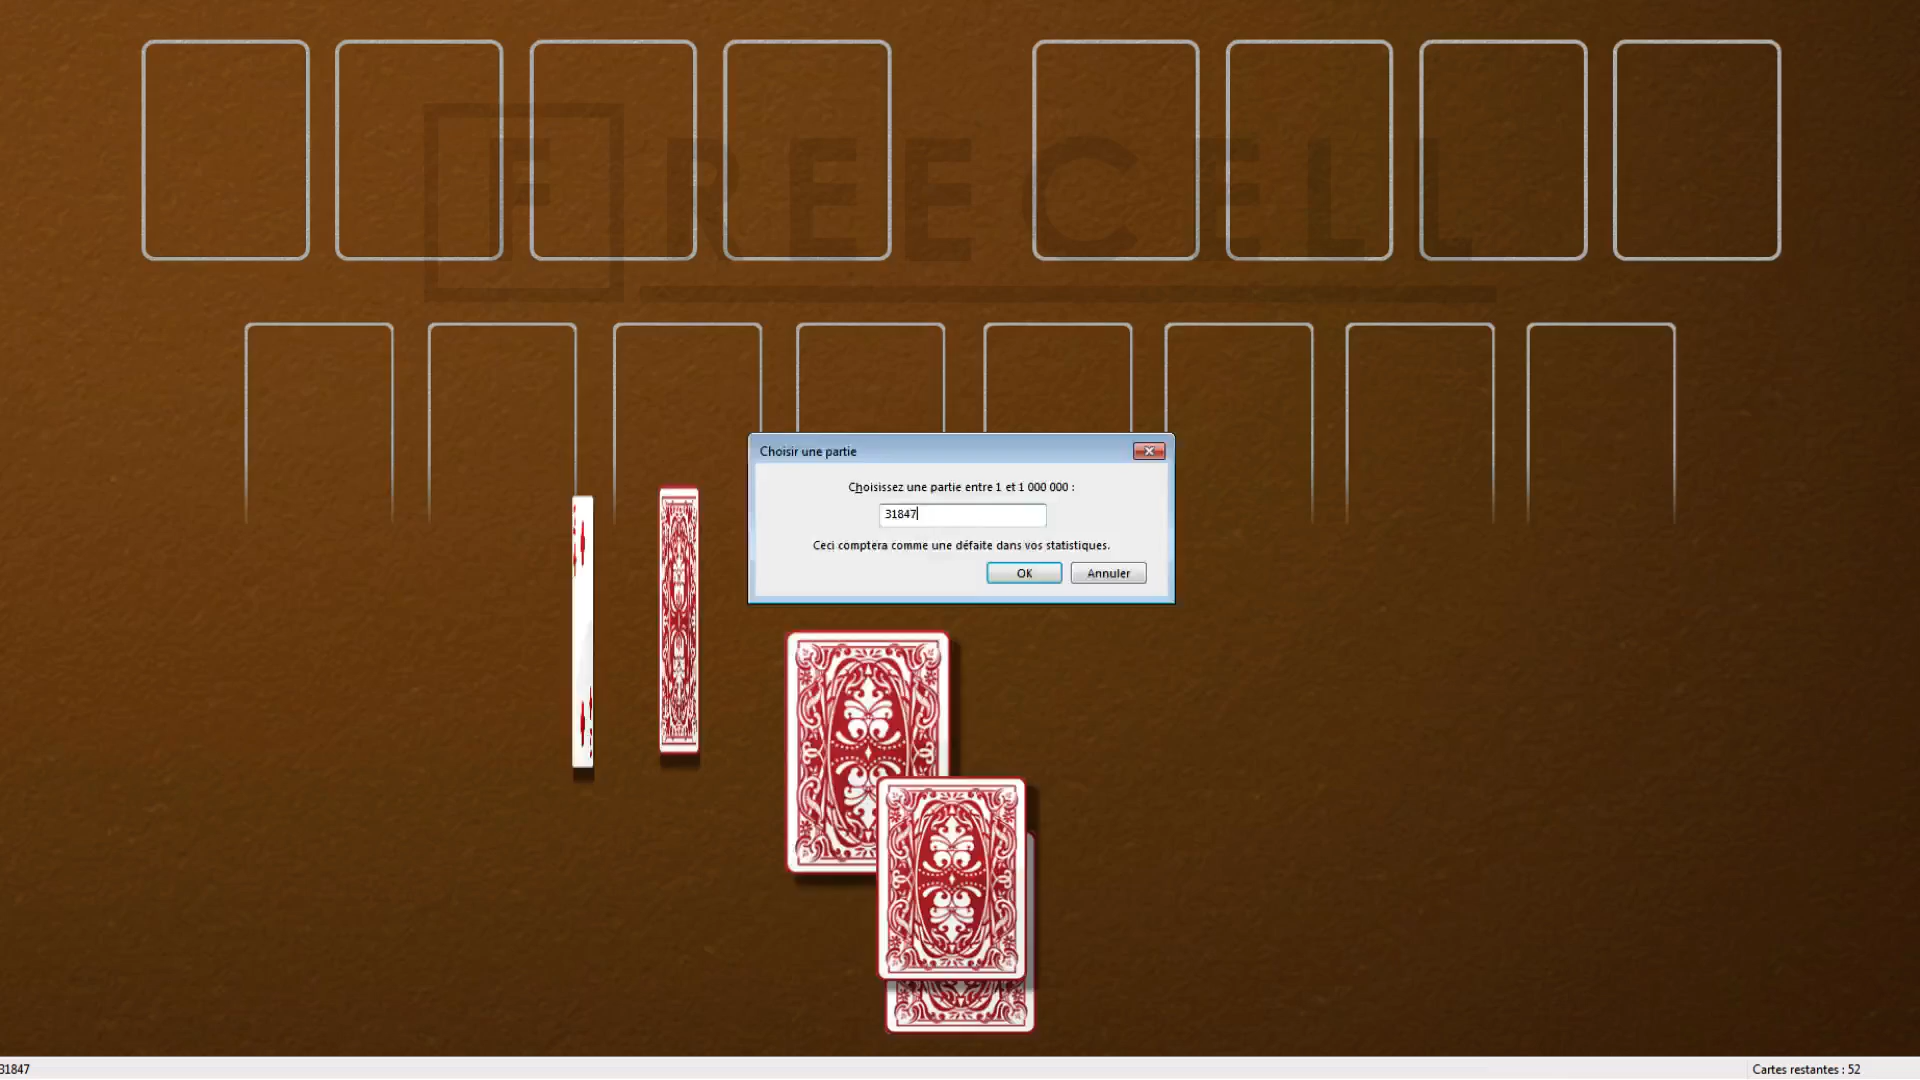 FREECELL
Choisir une partie
Choisissez une partie entre 1 et 1 000 000 :
31847
Ceci comptera comme une défaite dans vos statistiques.
OK
Annuler
31847
Cartes restantes : 52